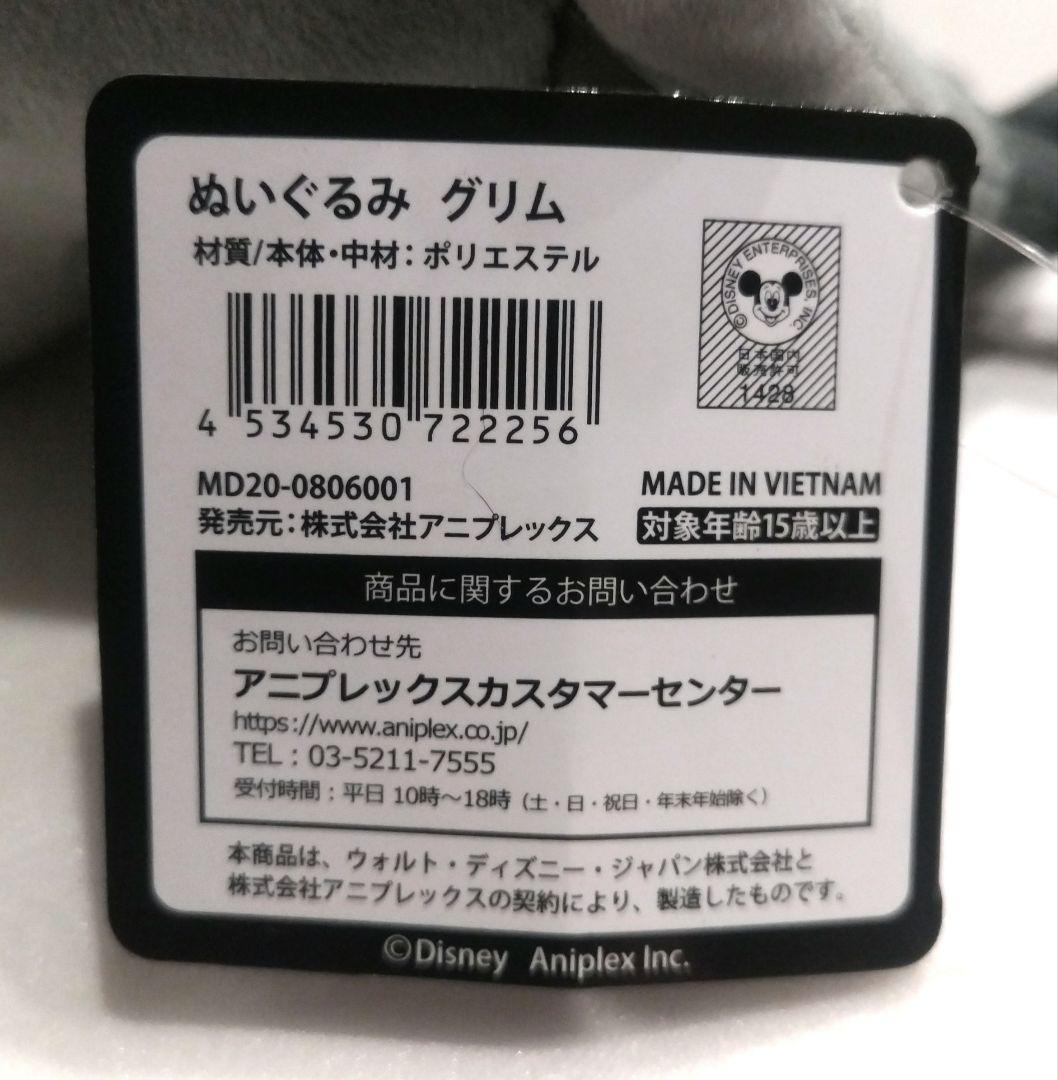 ぬいぐるみ グリム
材質/本体・中材：ポリエステル
©DISNEY ENTERPRISES, INC
日本国内
販売許可
1428
4 534530 722256
MD20-0806001
MADE IN VIETNAM
発売元：株式会社アニプレックス
対象年齢15歳以上
商品に関するお問い合わせ
お問い合わせ先
アニプレックスカスタマーセンター
https://www.aniplex.co.jp/
TEL：03-5211-7555
受付時間：平日 10時～18時（土・日・祝日・年末年始除く）
本商品は、ウォルト・ディズニー・ジャパン株式会社と
株式会社アニプレックスの契約により、製造したものです。
©Disney Aniplex Inc.